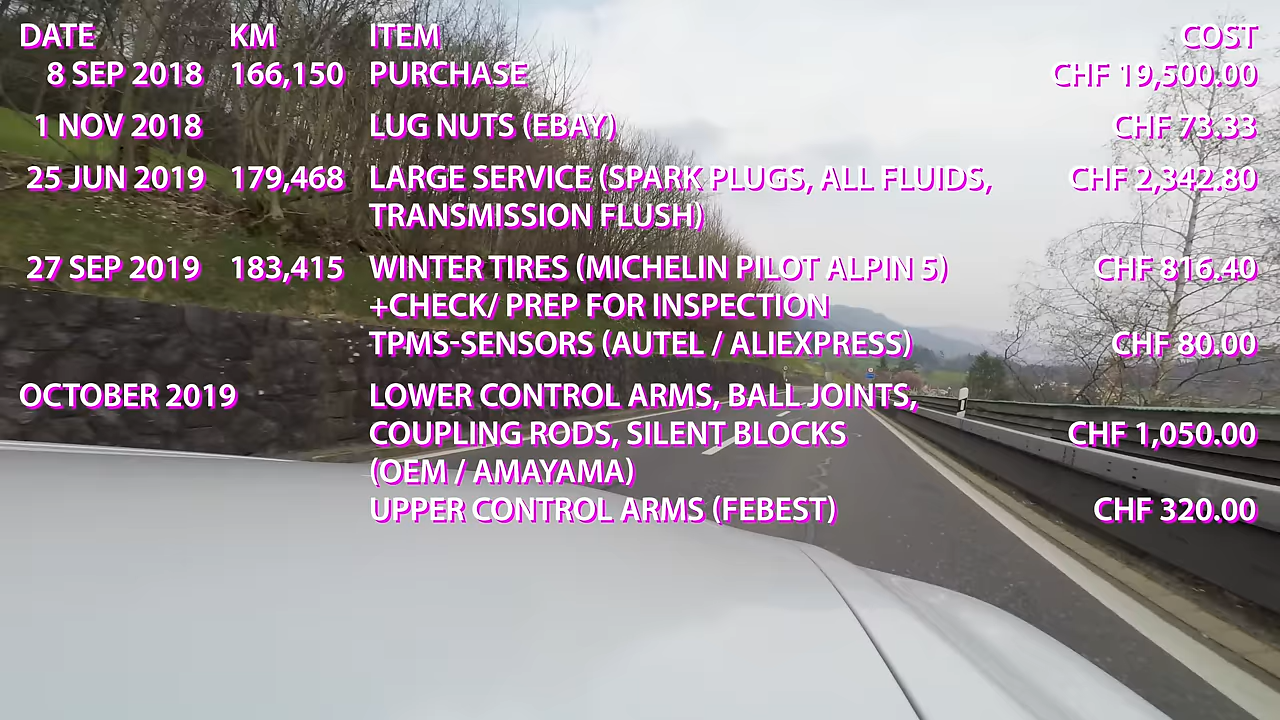 DATE KM ITEM COST
8 SEP 2018 166,150 PURCHASE CHF 19,500.00
1 NOV 2018 LUG NUTS (EBAY) CHF 73.33
25 JUN 2019 179,468 LARGE SERVICE (SPARK PLUGS, ALL FLUIDS, CHF 2,342.80
TRANSMISSION FLUSH)
27 SEP 2019 183,415 WINTER TIRES (MICHELIN PILOT ALPIN 5) CHF 816.40
+CHECK/ PREP FOR INSPECTION
TPMS-SENSORS (AUTEL / ALIEXPRESS) CHF 80.00
OCTOBER 2019 LOWER CONTROL ARMS, BALL JOINTS,
COUPLING RODS, SILENT BLOCKS CHF 1,050.00
(OEM / AMAYAMA)
UPPER CONTROL ARMS (FEBEST) CHF 320.00